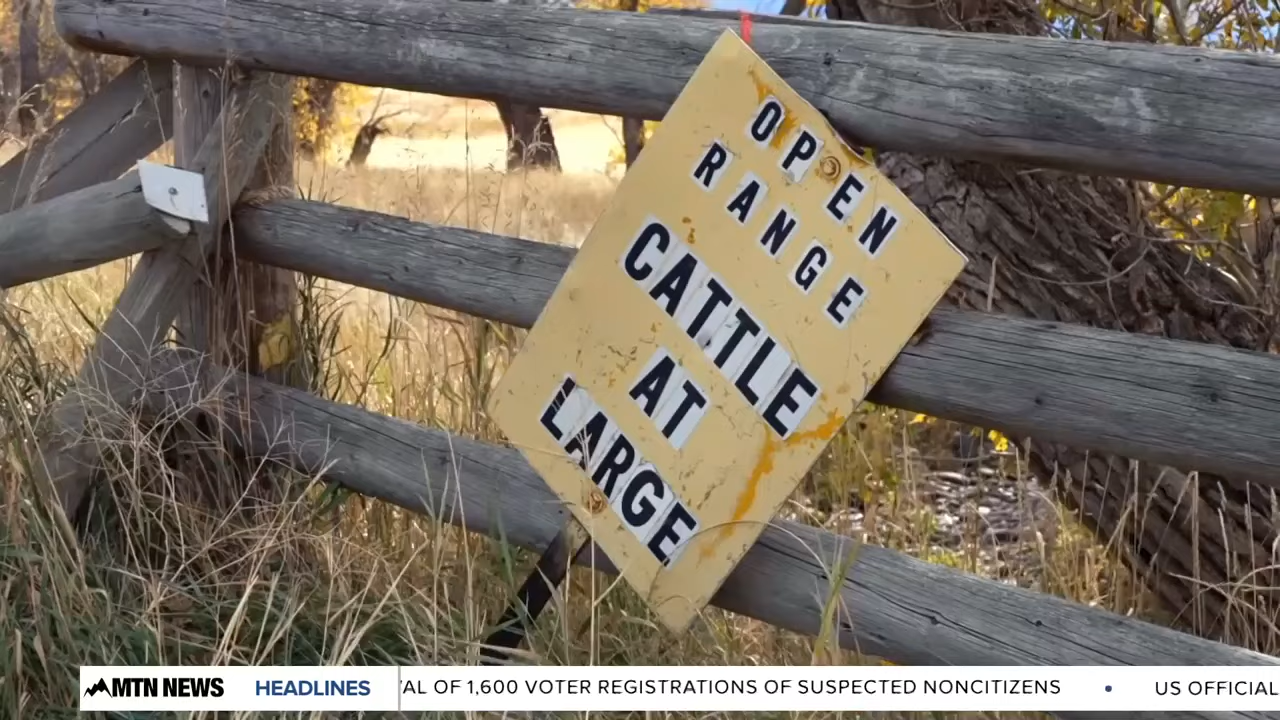 OPEN
RANGE
CATTLE
AT
LARGE
MTN NEWS
HEADLINES
OF 1,600 VOTER REGISTRATIONS OF SUSPECTED NONCITIZENS
•
US OFFICIAL